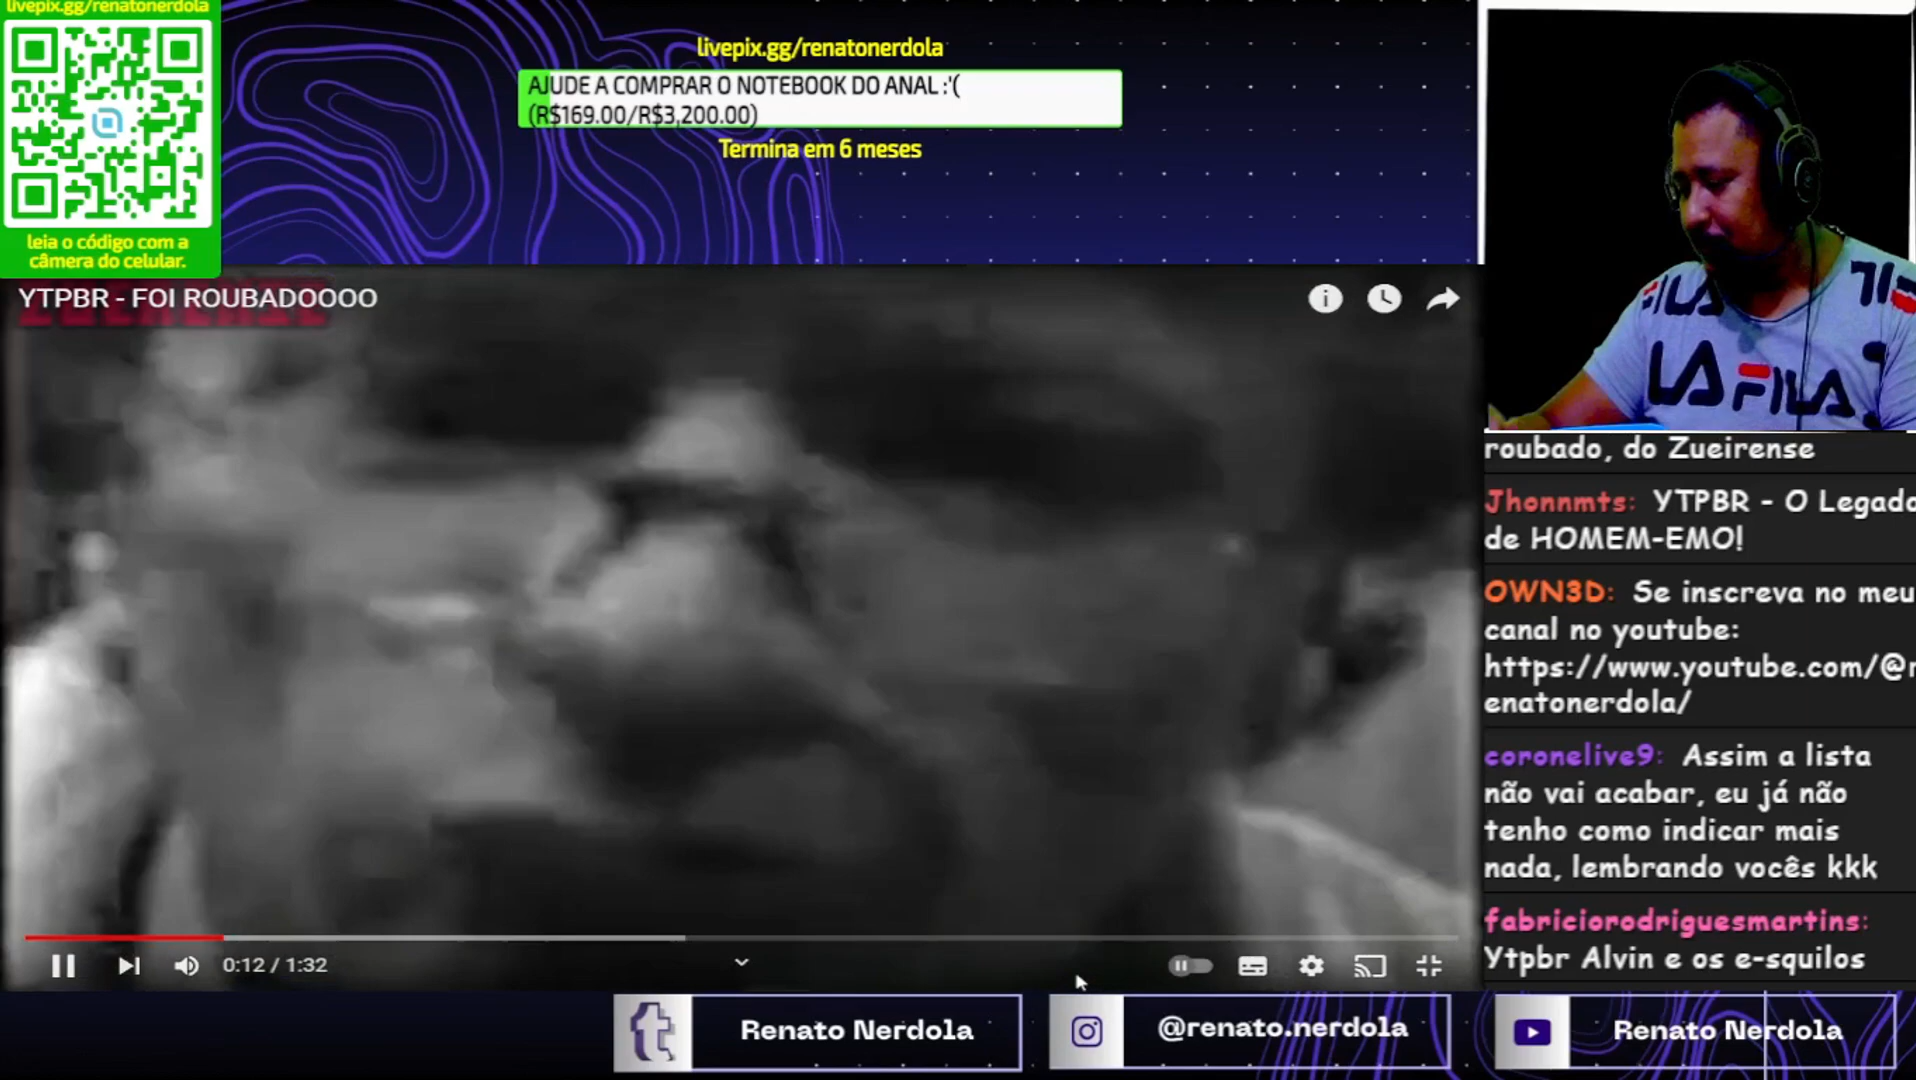 livepix.gg/renatonerdola
leia o código com a
câmera do celular.
livepix.gg/renatonerdola
AJUDE A COMPRAR O NOTEBOOK DO ANAL :'(
(R$169.00/R$3,200.00)
Termina em 6 meses
YTPBR - FOI ROUBADOOOO
0:12 / 1:32
FILA
roubado, do Zueirense
Jhonnmts: YTPBR - O Legado
de HOMEM-EMO!
OWN3D: Se inscreva no meu
canal no youtube:
https://www.youtube.com/@r
enatonerdola/
coronelive9: Assim a lista
não vai acabar, eu já não
tenho como indicar mais
nada, lembrando vocês kkk
fabriciorodriguesmartins:
Ytpbr Alvin e os e-squilos
Renato Nerdola
@renato.nerdola
Renato Nerdola